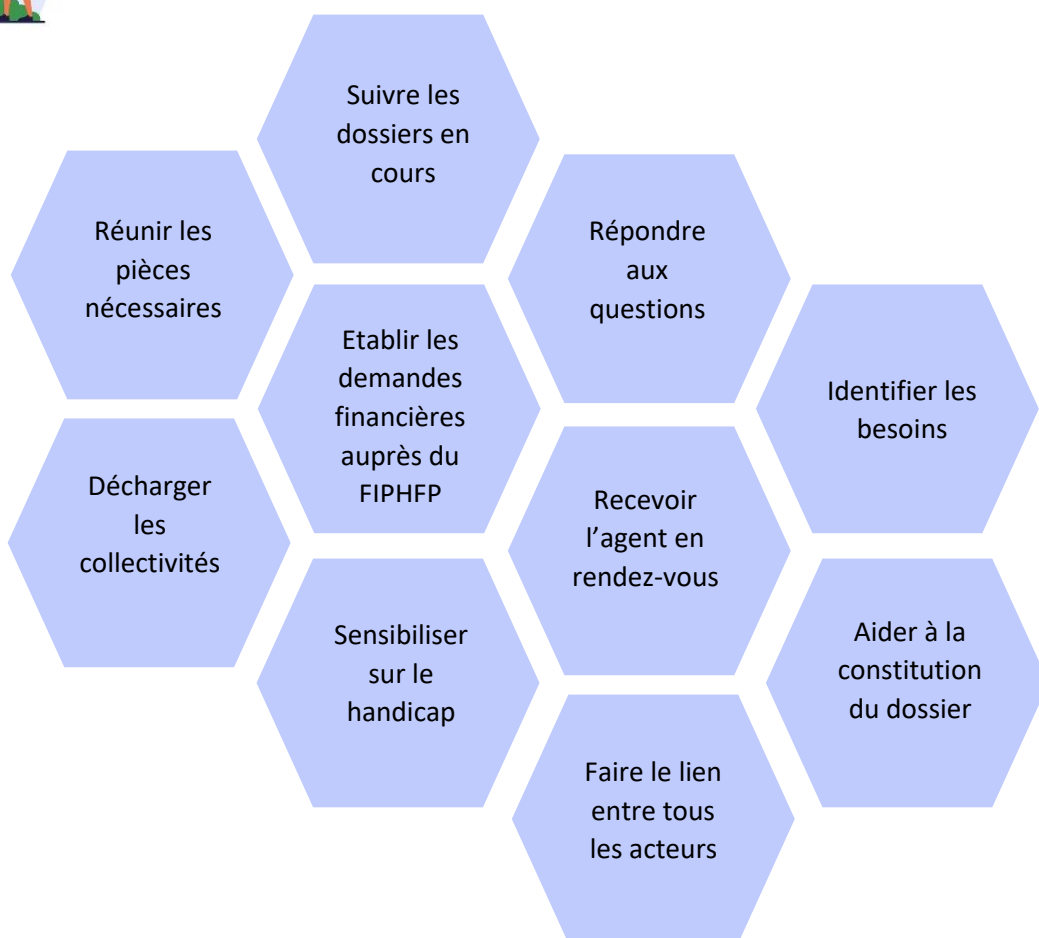 Suivre les
dossiers en
cours
Réunir les
pièces
nécessaires
Répondre
aux
questions
Etablir les
demandes
financières
auprès du
FIPHFP
Identifier les
besoins
Décharger
les
collectivités
Recevoir
l’agent en
rendez-vous
Sensibiliser
sur le
handicap
Aider à la
constitution
du dossier
Faire le lien
entre tous
les acteurs